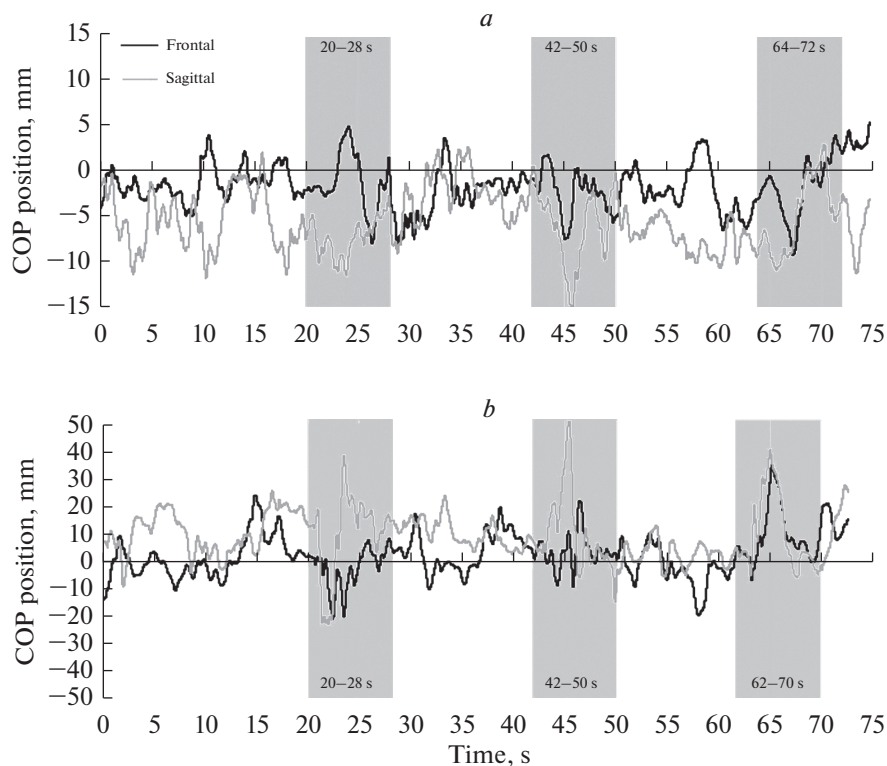 a
15
10
5
0
−5
−10
−15
COP position, mm
Frontal
Sagittal
20−28 s
42−50 s
64−72 s
0 5 10 15 20 25 30 35 40 45 50 55 60 65 70 75
b
50
40
30
20
10
0
−10
−20
−30
−40
−50
COP position, mm
20−28 s
42−50 s
62−70 s
0 5 10 15 20 25 30 35 40 45 50 55 60 65 70 75
Time, s